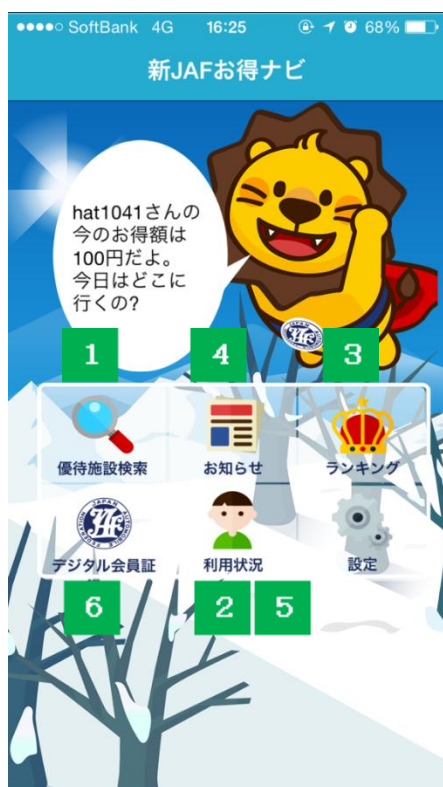 SoftBank 4G 16:25 68%
新JAFお得ナビ
hat1041さんの
今のお得額は
100円だよ。
今日はどこに
行くの?
1 4 3
優待施設検索 お知らせ ランキング
デジタル会員証 利用状況 設定
6 2 5